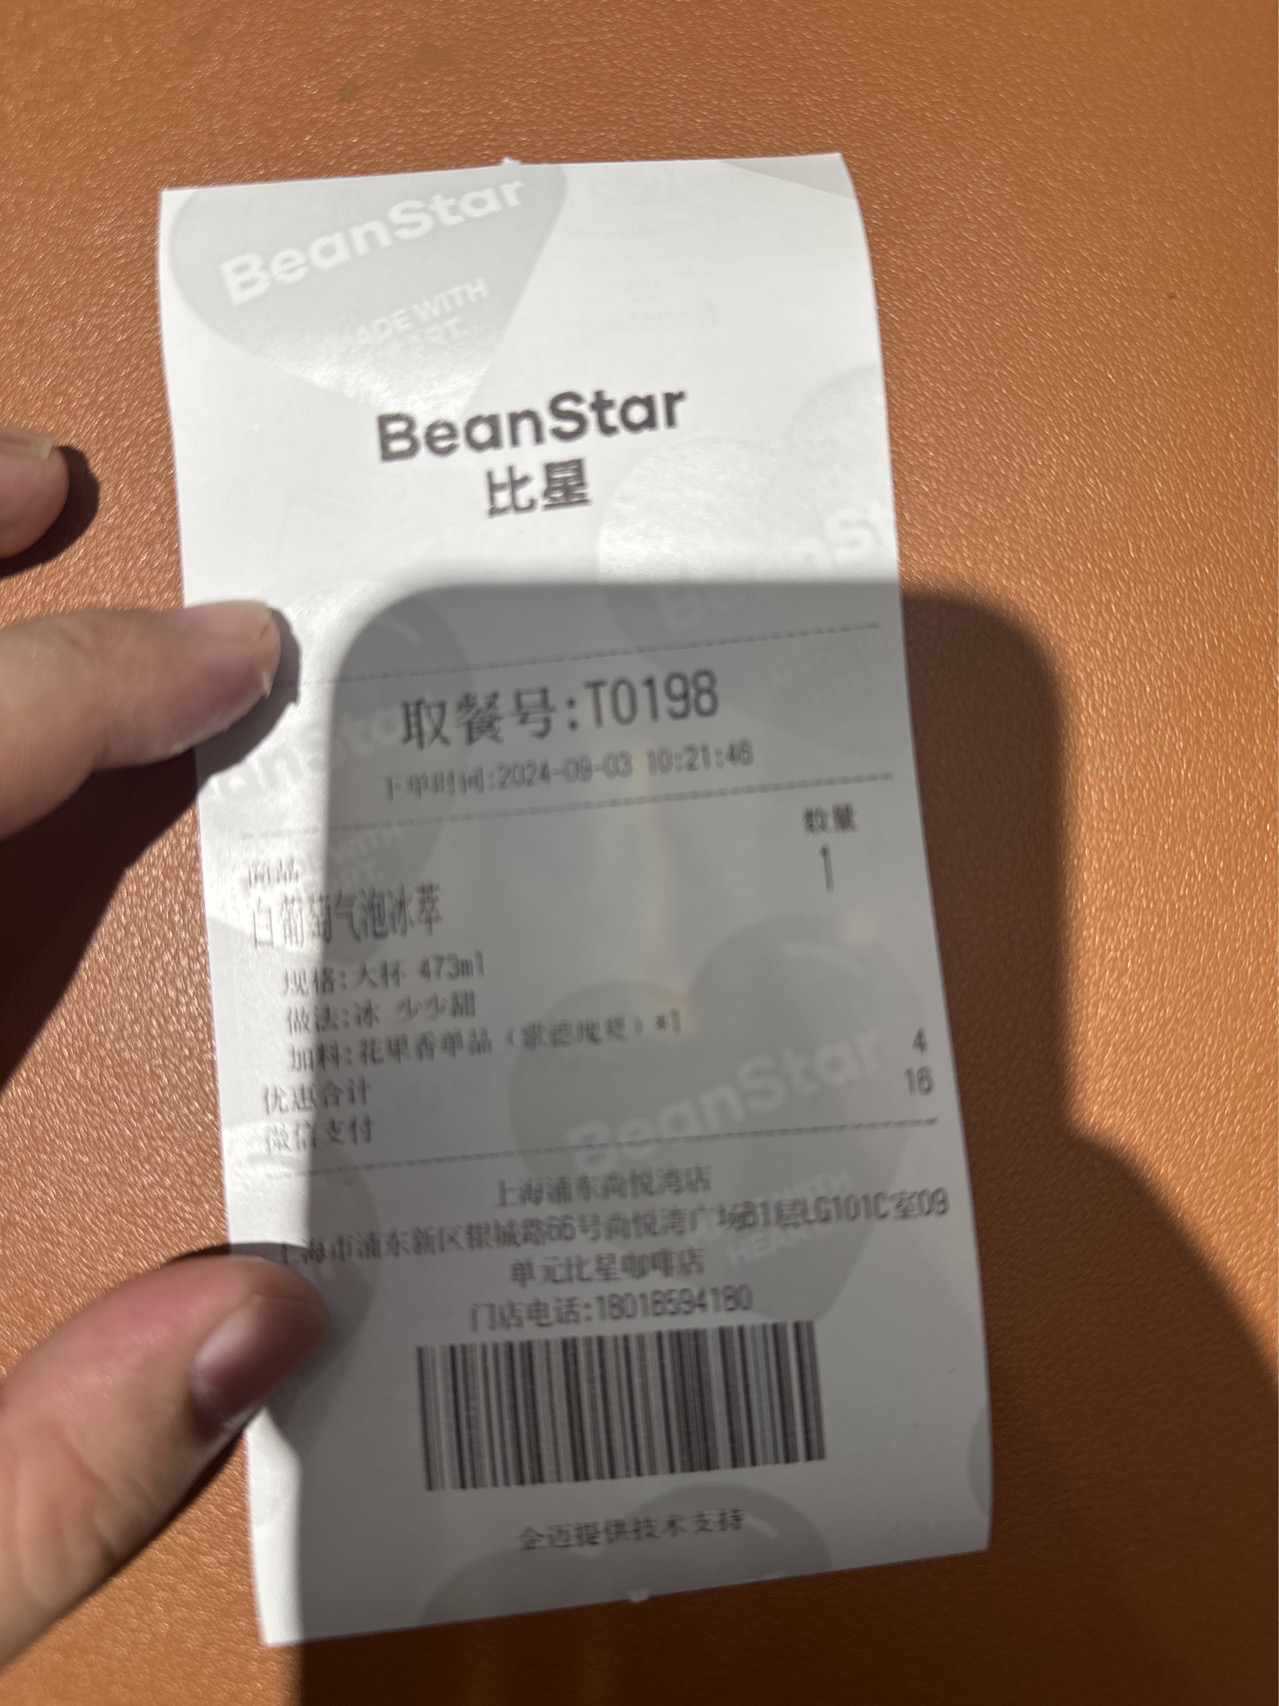 BeanStar
MADE WITH
BeanStar
比星
取餐号:T0198
下单时间:2024-09-03 10:21:46
商品 数量
白葡萄气泡冰萃 1
规格:大杯 473ml
做法:冰 少少甜
加料:花果香单品（歌德瑰夏）*1
优惠合计 4
微信支付 16
BeanStar
上海浦东尚悦湾店
上海市浦东新区银城路66号尚悦湾广场B1层LG101C室09
单元比星咖啡店
门店电话:18018594180
企迈提供技术支持